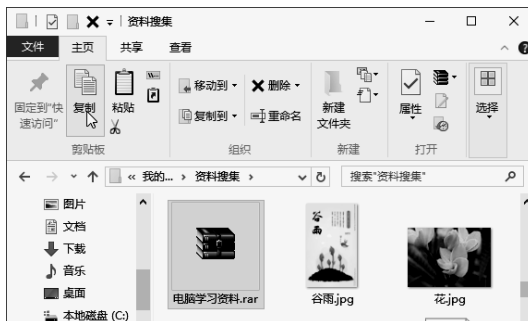 资料搜集
文件 主页 共享 查看
固定到"快速访问"
复制
粘贴
移动到
复制到
删除
重命名
新建
文件夹
属性
选择
剪贴板 组织 新建 打开
« 我的... › 资料搜集 ›
搜索"资料搜集"
图片
文档
下载
音乐
桌面
本地磁盘 (C:)
谷雨
电脑学习资料.rar
谷雨.jpg
花.jpg